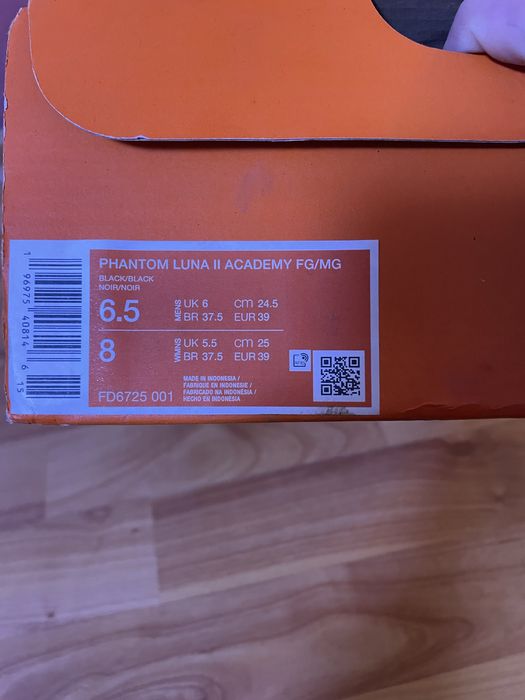 PHANTOM LUNA II ACADEMY FG/MG
BLACK/BLACK
NOIR/NOIR
6.5 MENS UK 6 cm 24.5
BR 37.5 EUR 39
8 WMNS UK 5.5 cm 25
BR 37.5 EUR 39
MADE IN INDONESIA /
FABRIQUE EN INDONESIE /
FABRICADO NA INDONÉSIA /
HECHO EN INDONESIA
FD6725 001
1 96975 40814 6 15